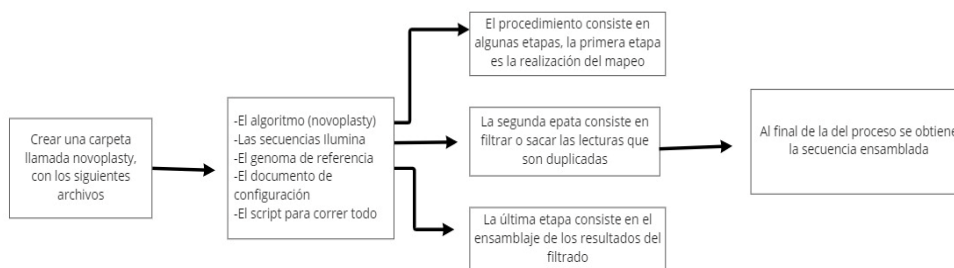 Crear una carpeta
llamada novoplasty,
con los siguientes
archivos
-El algoritmo (novoplasty)
-Las secuencias Ilumina
-El genoma de referencia
-El documento de
configuración
-El script para correr todo
El procedimiento consiste en
algunas etapas, la primera etapa
es la realización del mapeo
La segunda epata consiste en
filtrar o sacar las lecturas que
son duplicadas
La última etapa consiste en el
ensamblaje de los resultados del
filtrado
Al final de la del proceso se obtiene
la secuencia ensamblada